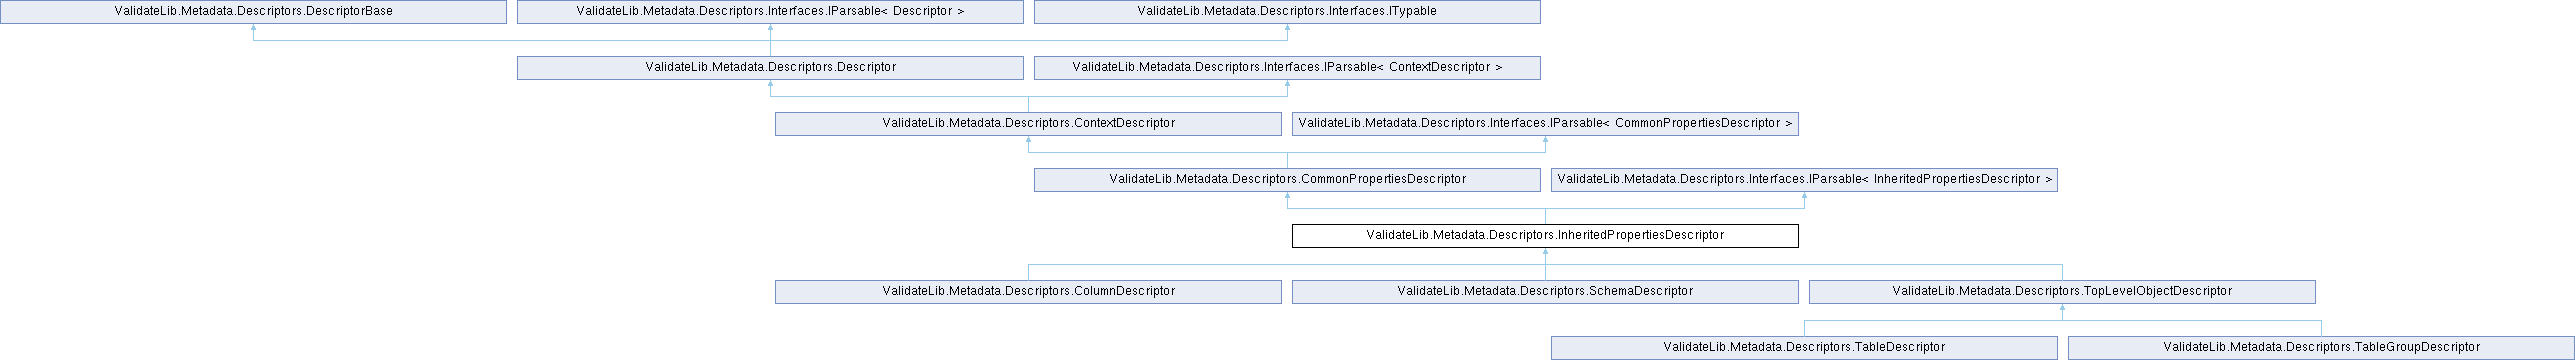 ValidateLib.Metadata.Descriptors.DescriptorBase
ValidateLib.Metadata.Descriptors.Interfaces.IParsable< Descriptor >
ValidateLib.Metadata.Descriptors.Interfaces.ITypable
ValidateLib.Metadata.Descriptors.Descriptor
ValidateLib.Metadata.Descriptors.Interfaces.IParsable< ContextDescriptor >
ValidateLib.Metadata.Descriptors.ContextDescriptor
ValidateLib.Metadata.Descriptors.Interfaces.IParsable< CommonPropertiesDescriptor >
ValidateLib.Metadata.Descriptors.CommonPropertiesDescriptor
ValidateLib.Metadata.Descriptors.Interfaces.IParsable< InheritedPropertiesDescriptor >
ValidateLib.Metadata.Descriptors.InheritedPropertiesDescriptor
ValidateLib.Metadata.Descriptors.ColumnDescriptor
ValidateLib.Metadata.Descriptors.SchemaDescriptor
ValidateLib.Metadata.Descriptors.TopLevelObjectDescriptor
ValidateLib.Metadata.Descriptors.TableDescriptor
ValidateLib.Metadata.Descriptors.TableGroupDescriptor